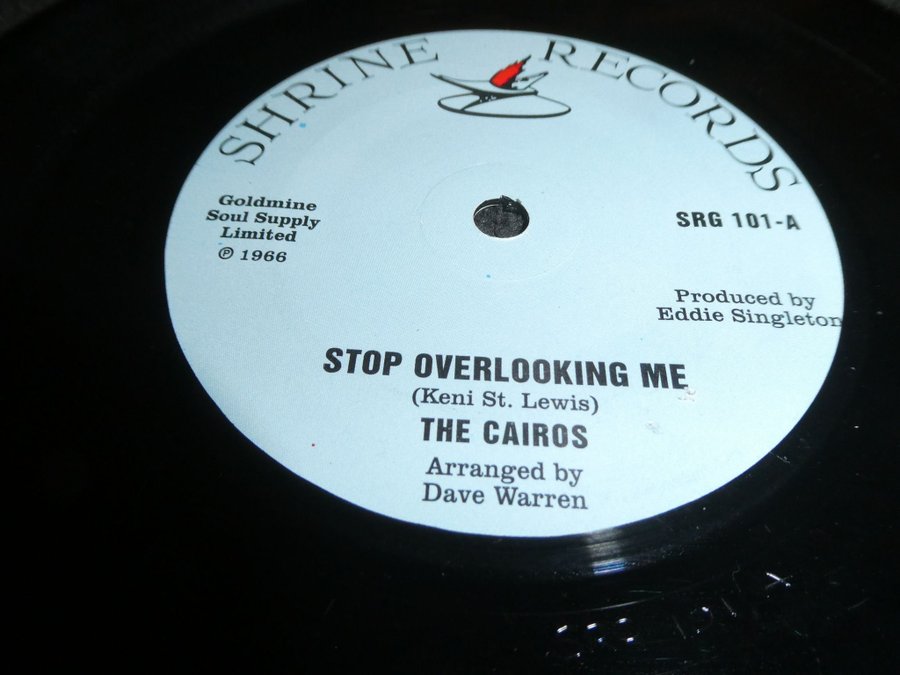 SHRINE RECORDS
Goldmine
Soul Supply
Limited
℗ 1966
SRG 101-A
Produced by
Eddie Singleton
STOP OVERLOOKING ME
(Keni St. Lewis)
THE CAIROS
Arranged by
Dave Warren